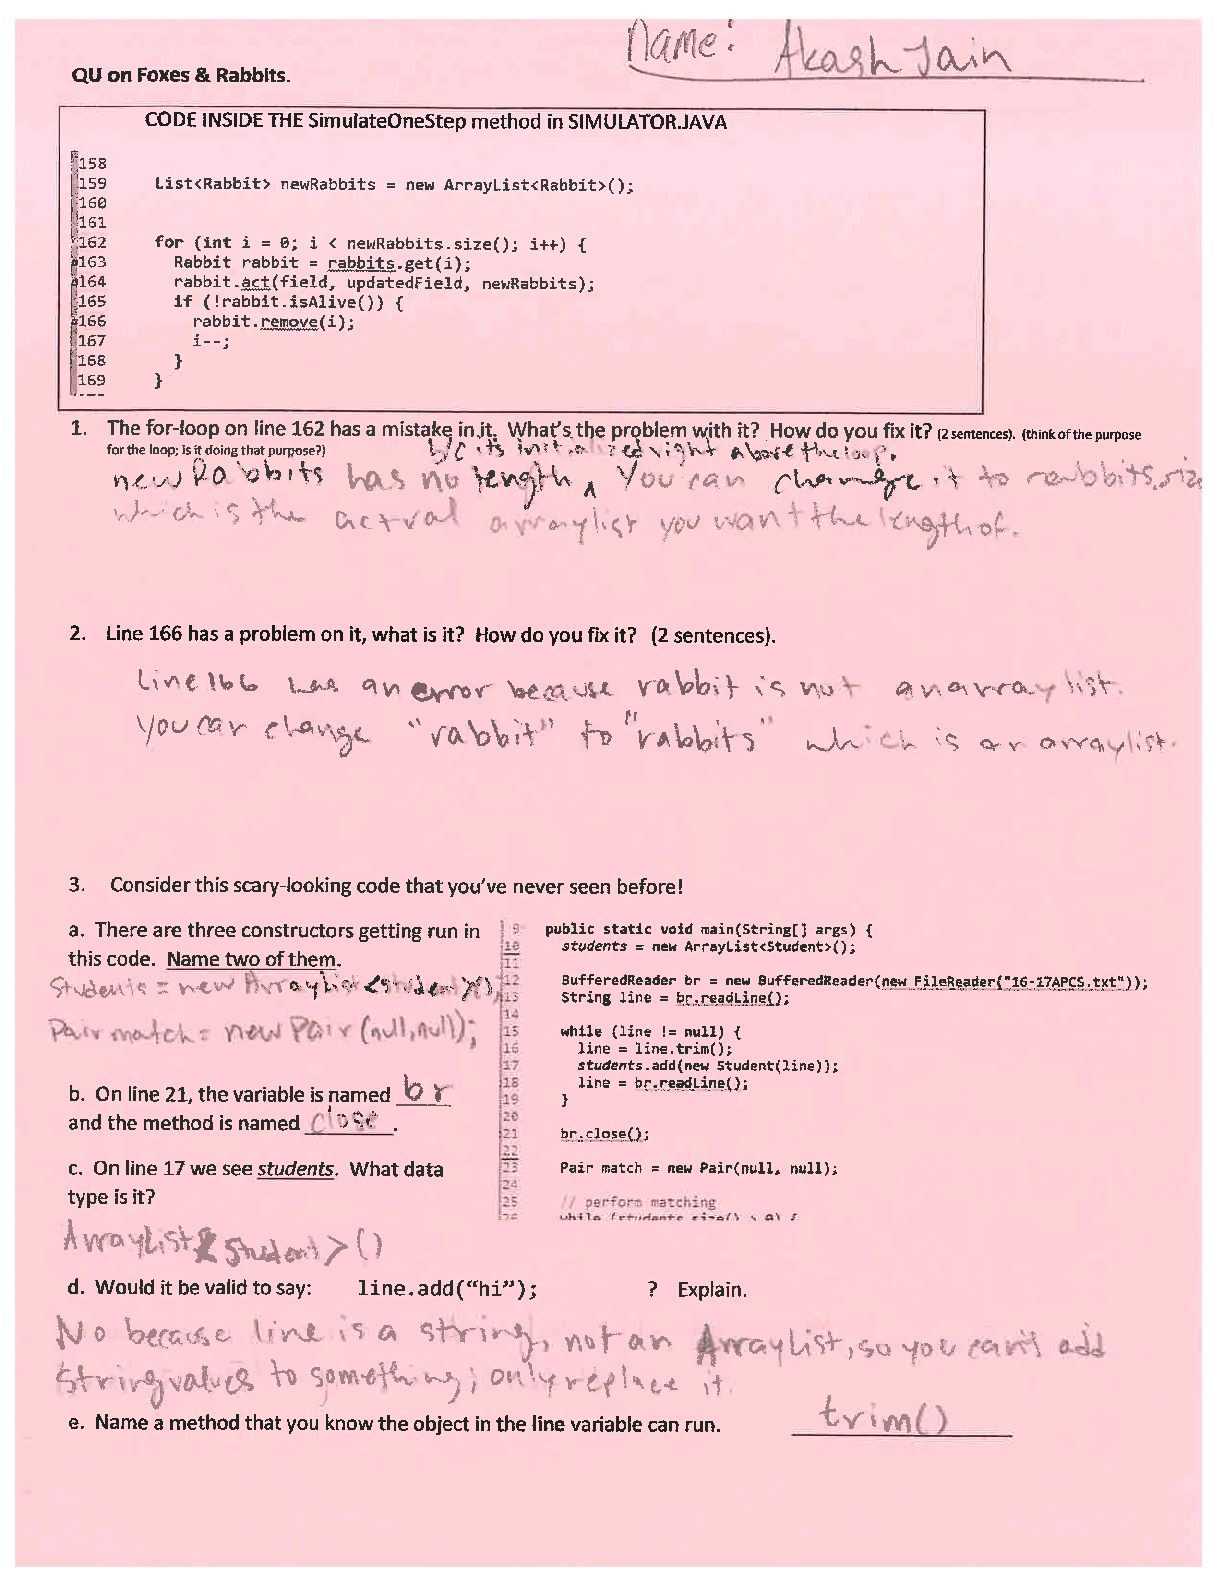 Name: Akash Jain
QU on Foxes & Rabbits.
CODE INSIDE THE SimulateOneStep method in SIMULATOR.JAVA
158
159 List<Rabbit> newRabbits = new ArrayList<Rabbit>();
160
161
162 for (int i = 0; i < newRabbits.size(); i++) {
163 Rabbit rabbit = rabbits.get(i);
164 rabbit.act(field, updatedField, newRabbits);
165 if (!rabbit.isAlive()) {
166 rabbit.remove(i);
167 i--;
168 }
169 }
1. The for-loop on line 162 has a mistake in it. What's the problem with it? How do you fix it? (2 sentences). (think of the purpose
for the loop; is it doing that purpose?) b/c its initialized right above the loop.
new Rabbits has no length, ^ You can change it to rabbits.size
which is the actual arraylist you want the length of.
2. Line 166 has a problem on it, what is it? How do you fix it? (2 sentences).
Line 166 has an error because rabbit is not an array list.
You can change "rabbit" to "rabbits" which is an arraylist.
3. Consider this scary-looking code that you've never seen before!
a. There are three constructors getting run in
this code. Name two of them.
Students = new ArrayList<Student>();
Pair match = new Pair(null, null);
b. On line 21, the variable is named br
and the method is named close.
c. On line 17 we see students. What data
type is it?
ArrayList<Student>()
9 public static void main(String[] args) {
10 students = new ArrayList<Student>();
11
12 BufferedReader br = new BufferedReader(new FileReader("16-17APCS.txt"));
13 String line = br.readLine();
14
15 while (line != null) {
16 line = line.trim();
17 students.add(new Student(line));
18 line = br.readLine();
19 }
20
21 br.close();
22
23 Pair match = new Pair(null, null);
24
25 // perform matching
26 while (students.size() > 0) {
d. Would it be valid to say: line.add("hi"); ? Explain.
No because line is a string, not an ArrayList, so you can't add
String values to something; only replace it.
e. Name a method that you know the object in the line variable can run. trim()